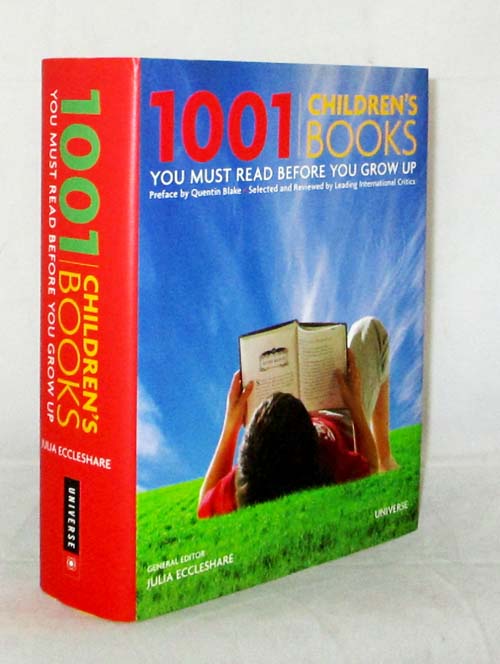 1001 CHILDREN'S BOOKS
YOU MUST READ BEFORE YOU GROW UP
JULIA ECCLESHARE
UNIVERSE
1001 CHILDREN'S
BOOKS
YOU MUST READ BEFORE YOU GROW UP
Preface by Quentin Blake / Selected and Reviewed by Leading International Critics
UNIVERSE
GENERAL EDITOR
JULIA ECCLESHARE